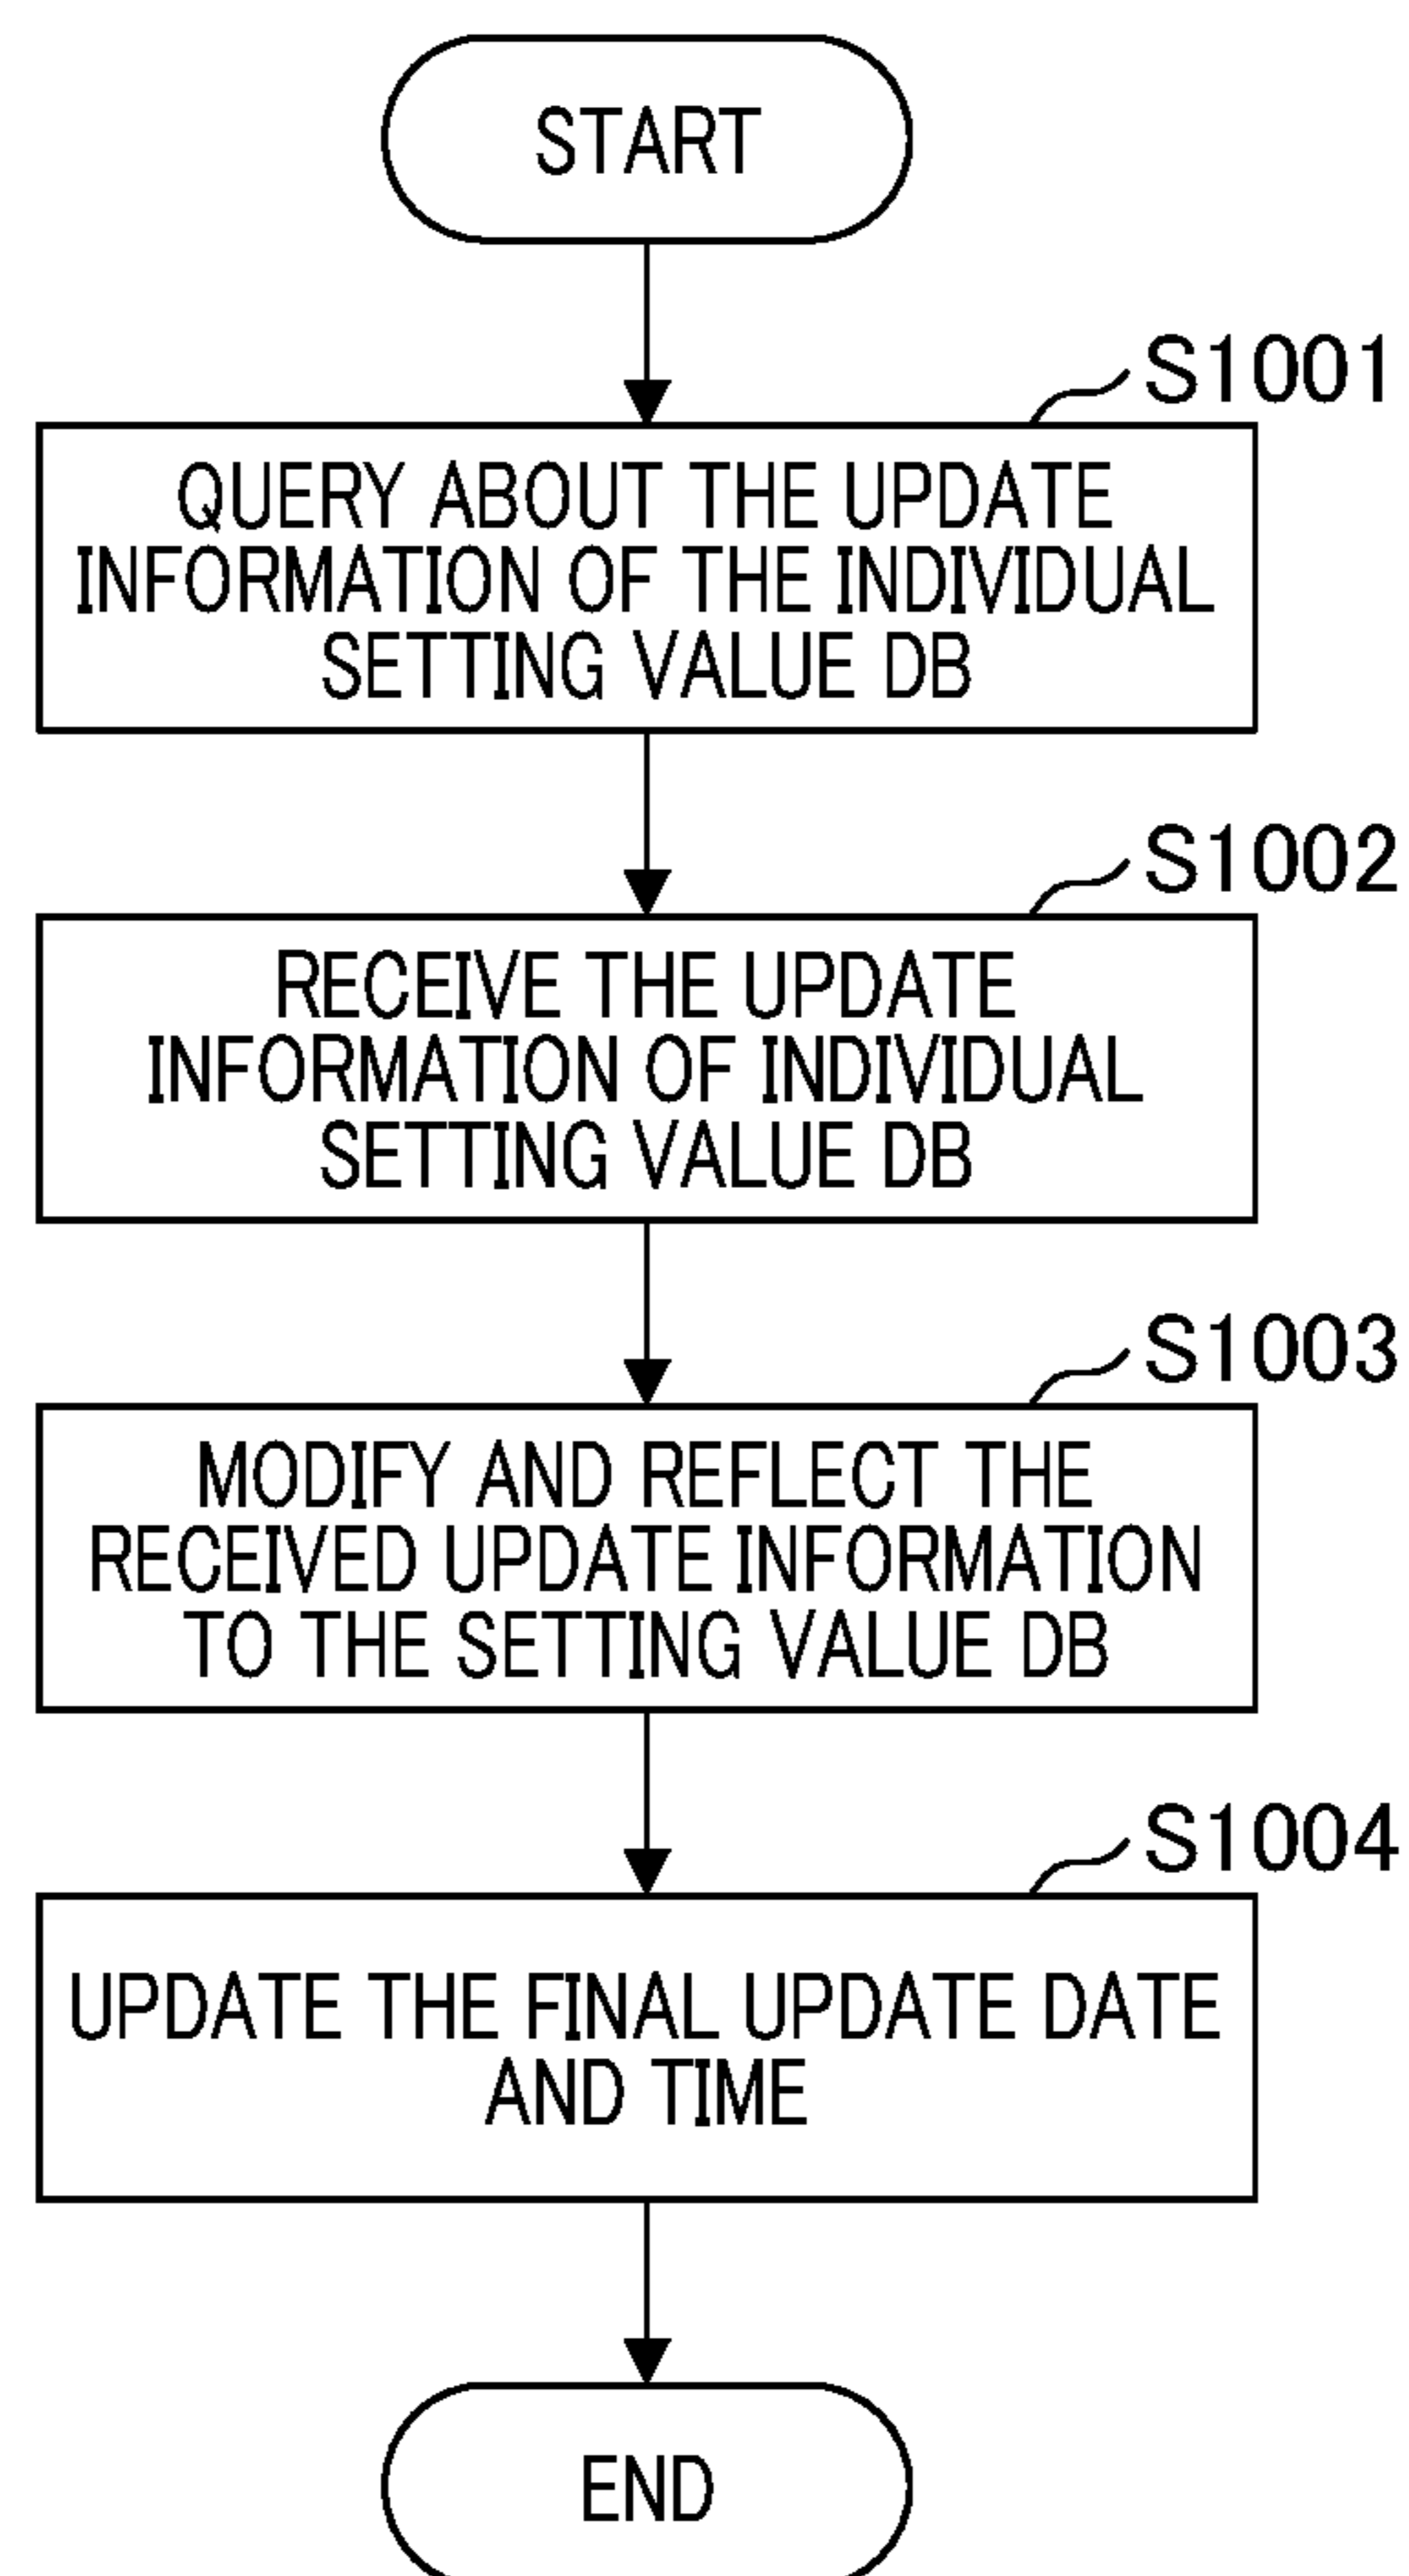 START
S1001
QUERY ABOUT THE UPDATE
INFORMATION OF THE INDIVIDUAL
SETTING VALUE DB
S1002
RECEIVE THE UPDATE
INFORMATION OF INDIVIDUAL
SETTING VALUE DB
S1003
MODIFY AND REFLECT THE
RECEIVED UPDATE INFORMATION
TO THE SETTING VALUE DB
S1004
UPDATE THE FINAL UPDATE DATE
AND TIME
END